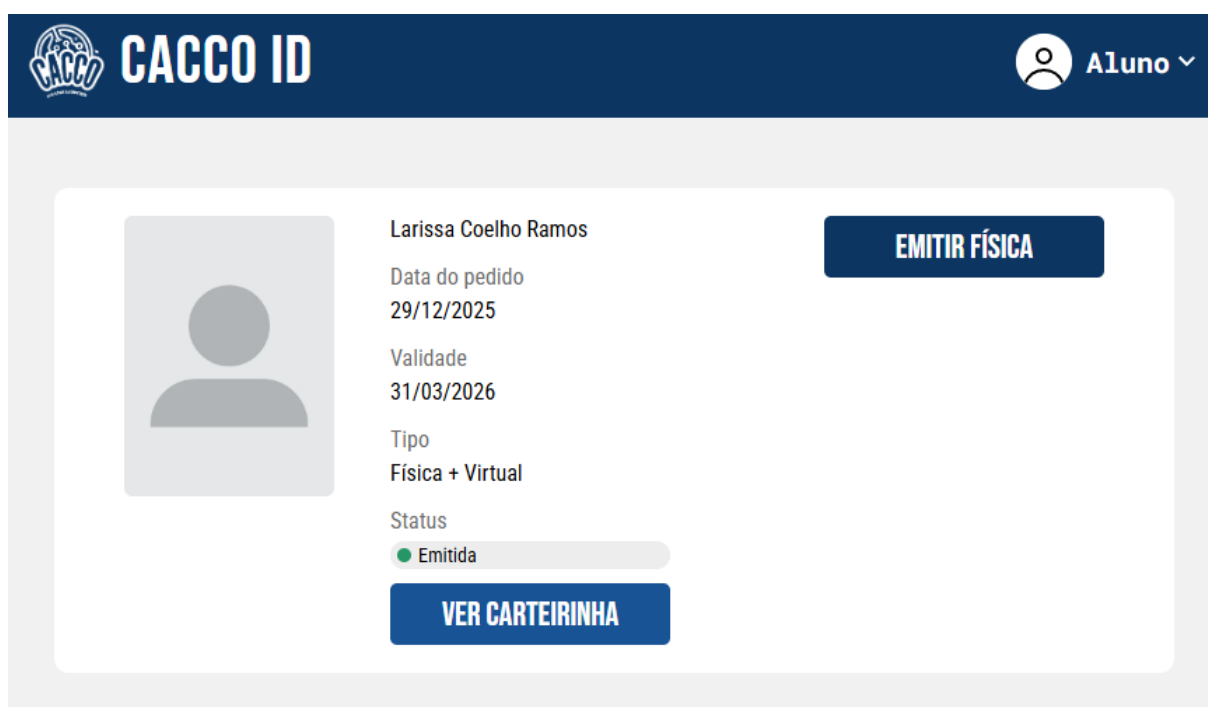 CACCO
CACCO ID
Aluno
Larissa Coelho Ramos
EMITIR FÍSICA
Data do pedido
29/12/2025
Validade
31/03/2026
Tipo
Física + Virtual
Status
Emitida
VER CARTEIRINHA